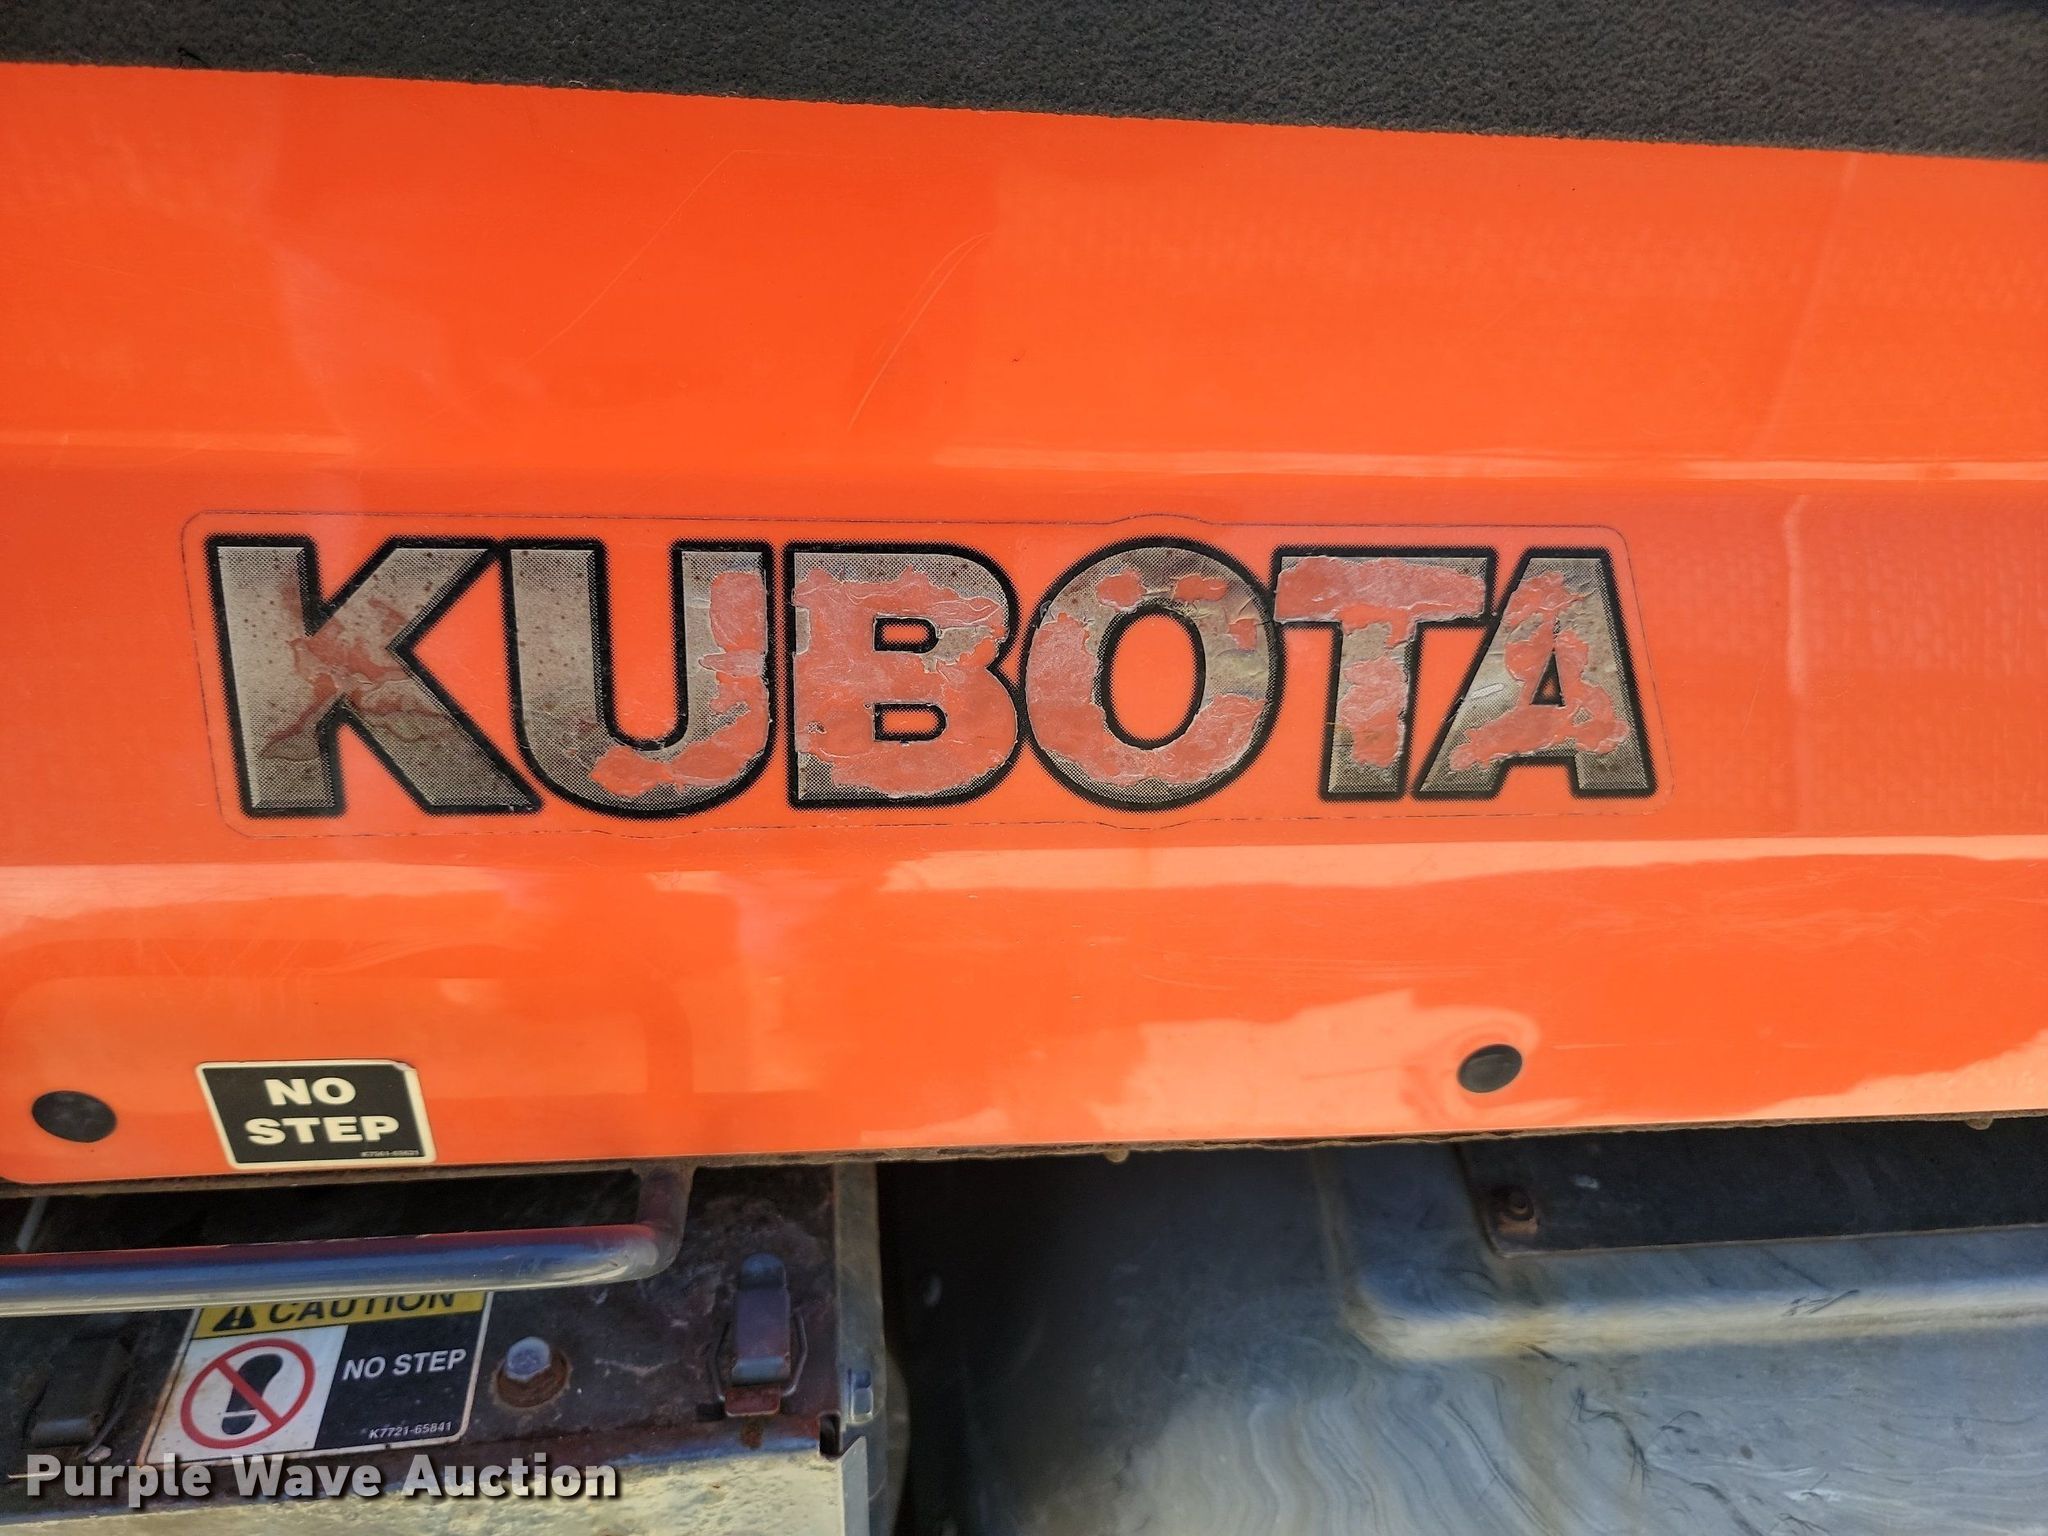 KUBOTA
NO
STEP
CAUTION
NO STEP
K7721-65841
Purple Wave Auction